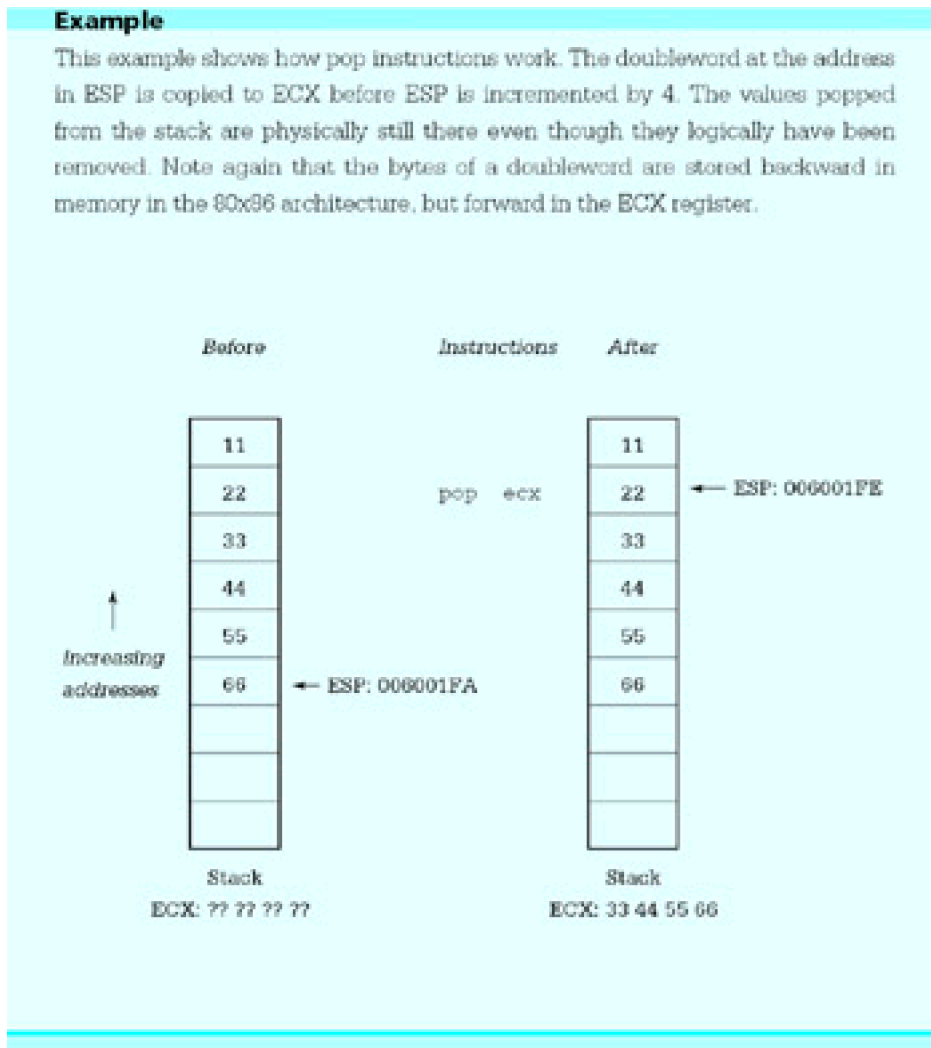 Example
This example shows how pop instructions work. The doubleword at the address
in ESP is copied to ECX before ESP is incremented by 4. The values popped
from the stack are physically still there even though they logically have been
removed. Note again that the bytes of a doubleword are stored backward in
memory in the 80x86 architecture, but forward in the ECX register.
Before Instructions After
11 11
22 pop ecx 22 ESP: 006001FE
33 33
44 44
55 55
Increasing
addresses 66 ESP: 006001FA 66
Stack Stack
ECX: ?? ?? ?? ?? ECX: 33 44 55 66